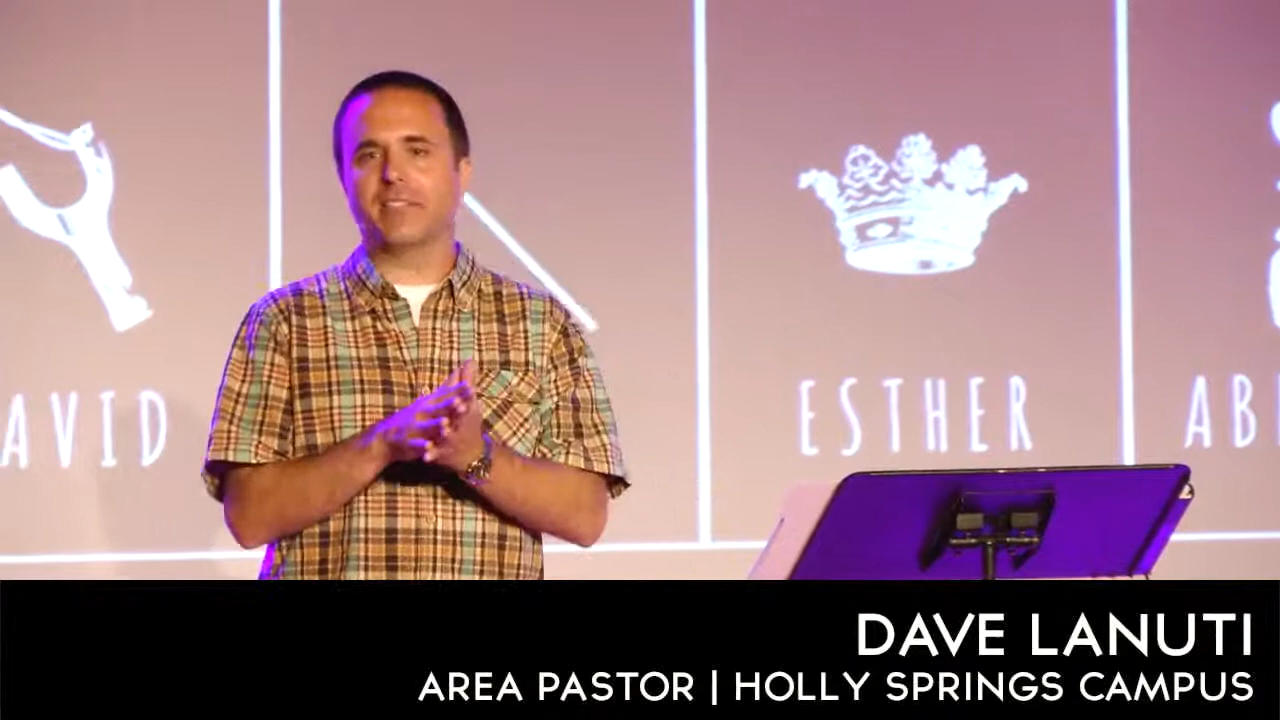 AVID
ESTHER
AB
DAVE LANUTI
AREA PASTOR | HOLLY SPRINGS CAMPUS